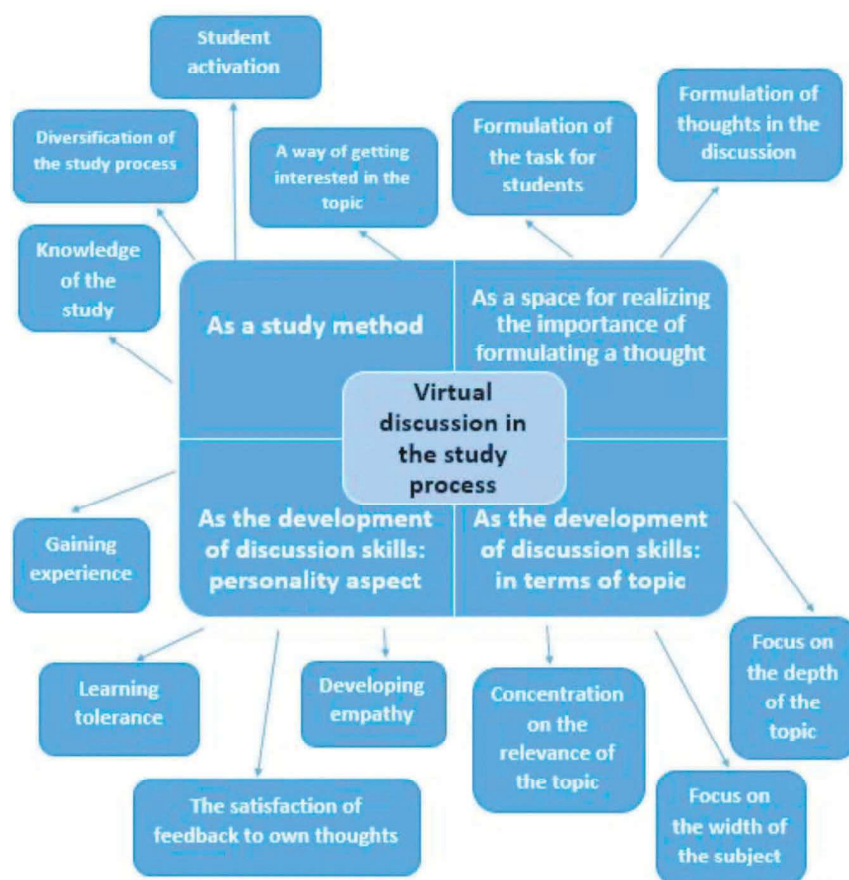 Student
activation
Formulation of
thoughts in the
discussion
Diversification of
the study process
A way of getting
interested in the
topic
Formulation of
the task for
students
Knowledge
of the
study
As a study method
As a space for realizing
the importance of
formulating a thought
Virtual
discussion in
the study
process
As the development
of discussion skills:
personality aspect
As the development
of discussion skills:
in terms of topic
Gaining
experience
Learning
tolerance
Developing
empathy
Concentration
on the
relevance of
the topic
Focus on
the depth
of the
topic
The satisfaction of
feedback to own thoughts
Focus on
the width of
the subject